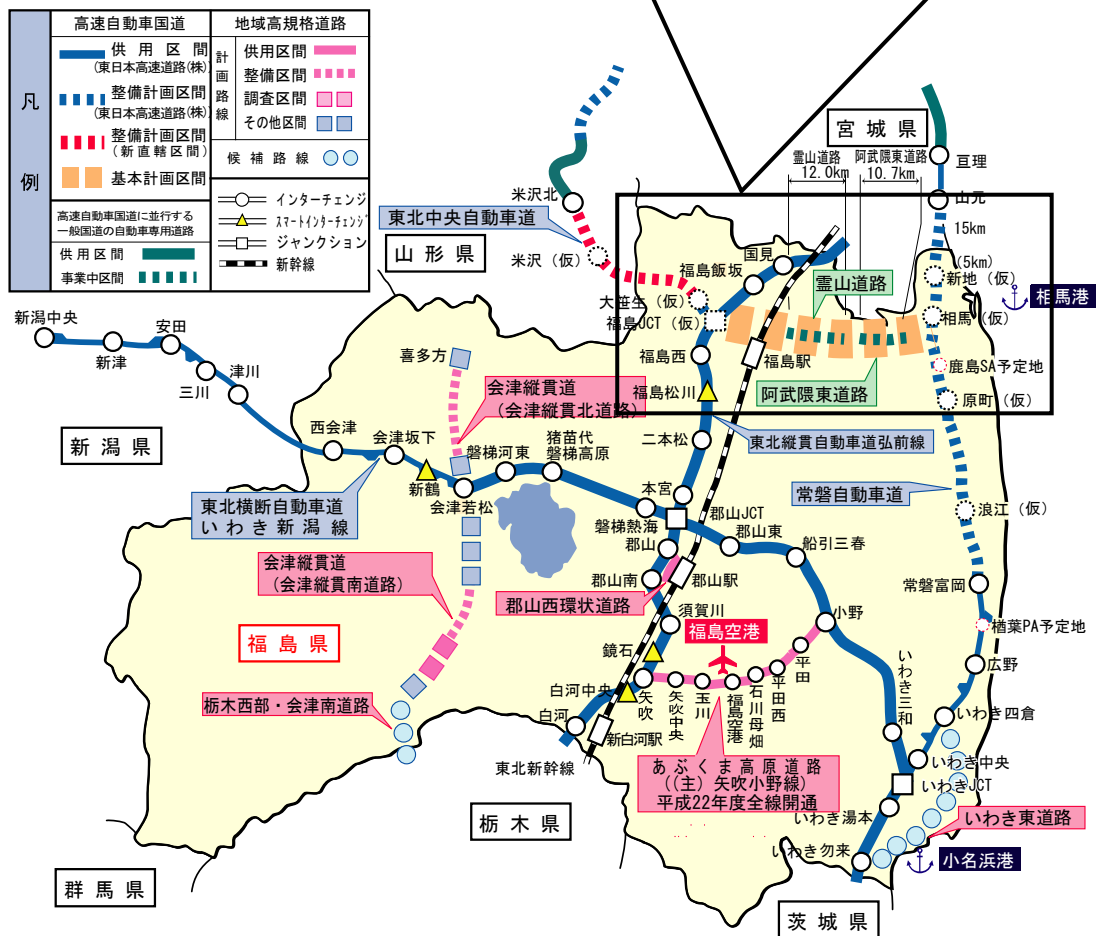 凡例
高速自動車国道
供用区間
(東日本高速道路(株)
整備計画区間
(東日本高速道路(株)
整備計画区間
(新直轄区間)
基本計画区間
高速自動車国道に並行する
一般国道の自動車専用道路
供用区間
事業中区間
地域高規格道路
計画路線
供用区間
整備区間
調査区間
その他区間
候補路線
インターチェンジ
スマートインターチェンジ
ジャンクション
新幹線
宮城県
霊山道路
12.0km
阿武隈東道路
10.7km
亘理
山元
15km
(5km)
新地(仮)
相馬港
相馬(仮)
鹿島SA予定地
原町(仮)
米沢北
東北中央自動車道
山形県
米沢(仮)
国見
福島飯坂
大笹生(仮)
福島JCT(仮)
霊山道路
福島西
福島駅
福島松川
阿武隈東道路
新潟中央
新津
安田
三川
津川
新潟県
喜多方
会津縦貫道
(会津縦貫北道路)
西会津
会津坂下
新鶴
会津若松
磐梯河東
猪苗代
磐梯高原
二本松
東北縦貫自動車道弘前線
東北横断自動車道
いわき新潟線
本宮
磐梯熱海
郡山JCT
郡山東
船引三春
常磐自動車道
浪江(仮)
会津縦貫道
(会津縦貫南道路)
郡山
郡山南
郡山駅
郡山西環状道路
常磐富岡
楢葉PA予定地
須賀川
福島空港
小野
福島県
鏡石
平田
平田西
石川母畑
福島空港
玉川
矢吹中央
矢吹
白河中央
白河
新白河駅
東北新幹線
広野
いわき三和
いわき四倉
いわき中央
いわきJCT
栃木西部・会津南道路
あぶくま高原道路
((主)矢吹小野線)
平成22年度全線開通
いわき湯本
いわき東道路
いわき勿来
小名浜港
栃木県
群馬県
茨城県